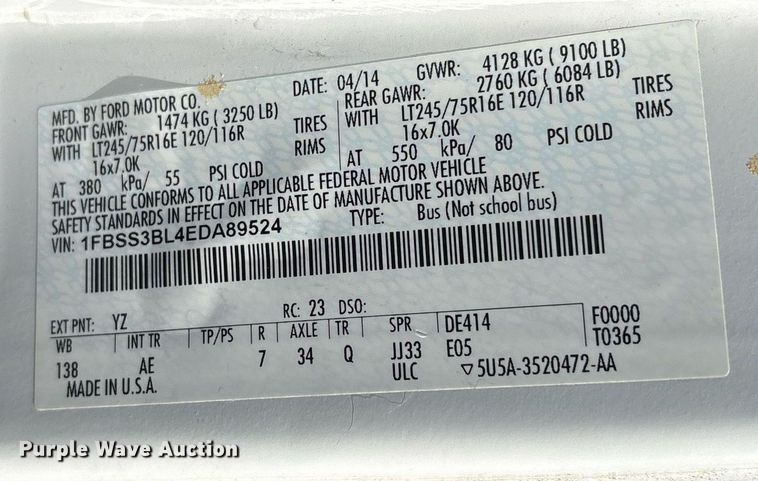 MFD. BY FORD MOTOR CO. DATE: 04/14 GVWR: 4128 KG (9100 LB)
FRONT GAWR: 1474 KG (3250 LB)
WITH LT245/75R16E 120/116R TIRES
16x7.0K RIMS
AT 380 kPa/ 55 PSI COLD
REAR GAWR: 2760 KG (6084 LB)
WITH LT245/75R16E 120/116R TIRES
16x7.0K RIMS
AT 550 kPa/ 80 PSI COLD
THIS VEHICLE CONFORMS TO ALL APPLICABLE FEDERAL MOTOR VEHICLE
SAFETY STANDARDS IN EFFECT ON THE DATE OF MANUFACTURE SHOWN ABOVE.
VIN: 1FBSS3BL4EDA89524 TYPE: Bus (Not school bus)
EXT PNT: YZ RC: 23 DSO:
WB INT TR TP/PS R AXLE TR SPR DE414 F0000
138 AE 7 34 Q JJ33 E05 T0365
MADE IN U.S.A. ULC ▽5U5A-3520472-AA
Purple Wave Auction